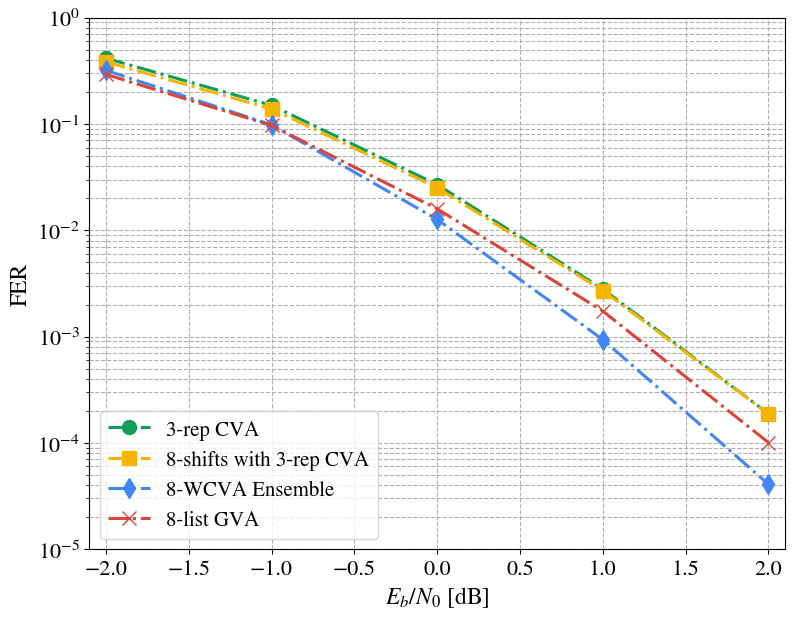 10⁰
10⁻¹
10⁻²
10⁻³
10⁻⁴
10⁻⁵
FER
3-rep CVA
8-shifts with 3-rep CVA
8-WCVA Ensemble
8-list GVA
−2.0 −1.5 −1.0 −0.5 0.0 0.5 1.0 1.5 2.0
E_b/N_0 [dB]